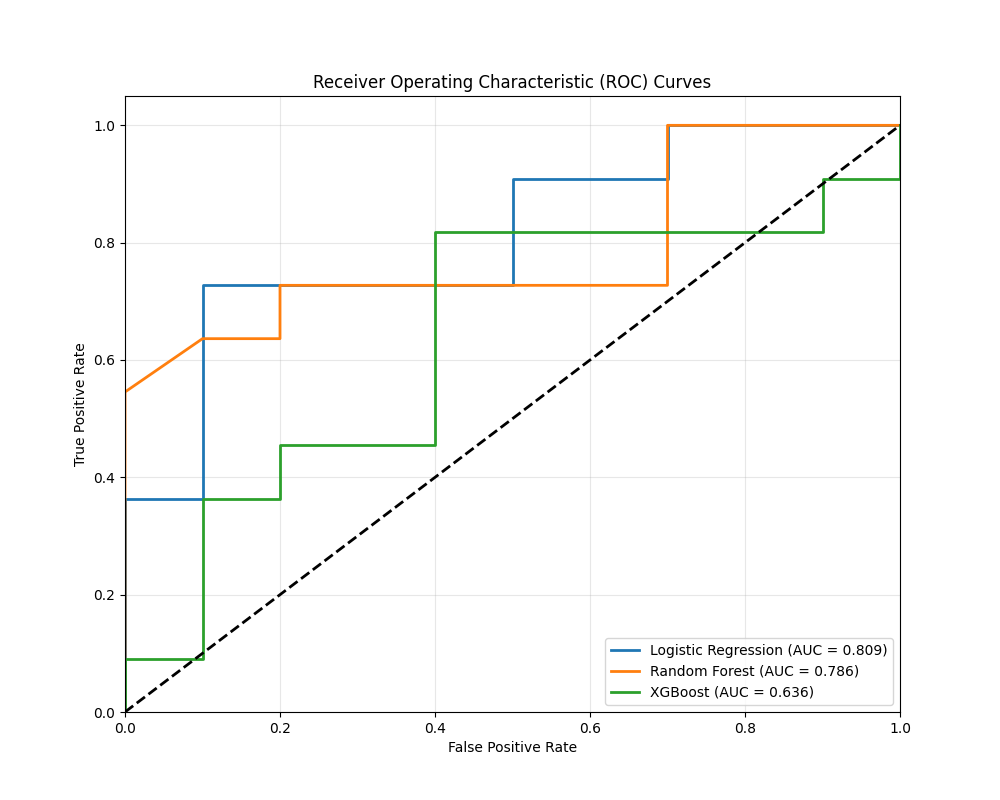 Receiver Operating Characteristic (ROC) Curves
1.0
0.8
0.6
0.4
0.2
0.0
True Positive Rate
0.0 0.2 0.4 0.6 0.8 1.0
False Positive Rate
Logistic Regression (AUC = 0.809)
Random Forest (AUC = 0.786)
XGBoost (AUC = 0.636)